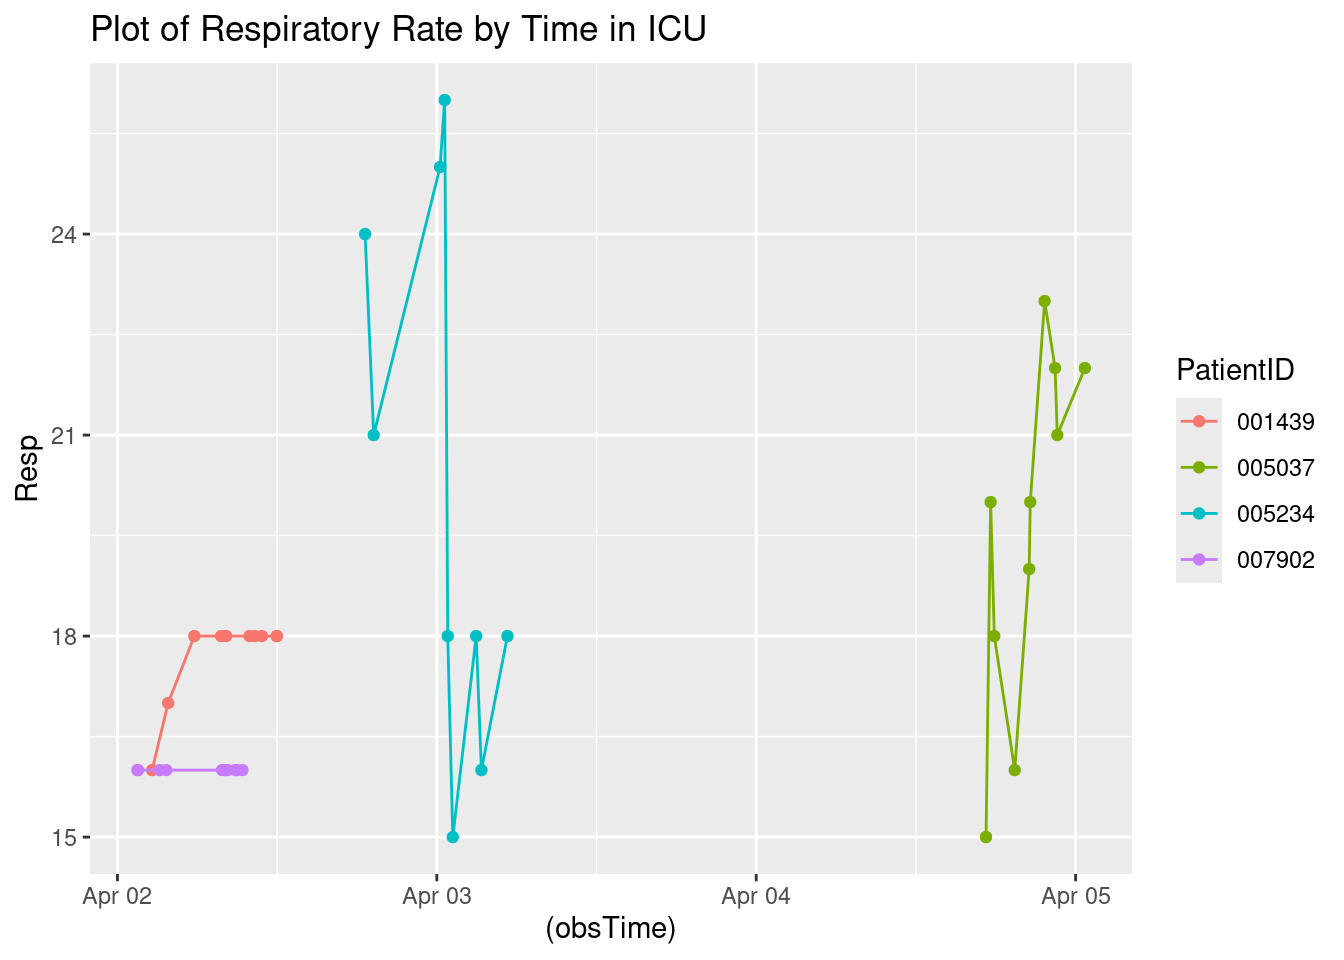 Plot of Respiratory Rate by Time in ICU
24
21
18
15
Resp
Apr 02
Apr 03
Apr 04
Apr 05
(obsTime)
PatientID
001439
005037
005234
007902